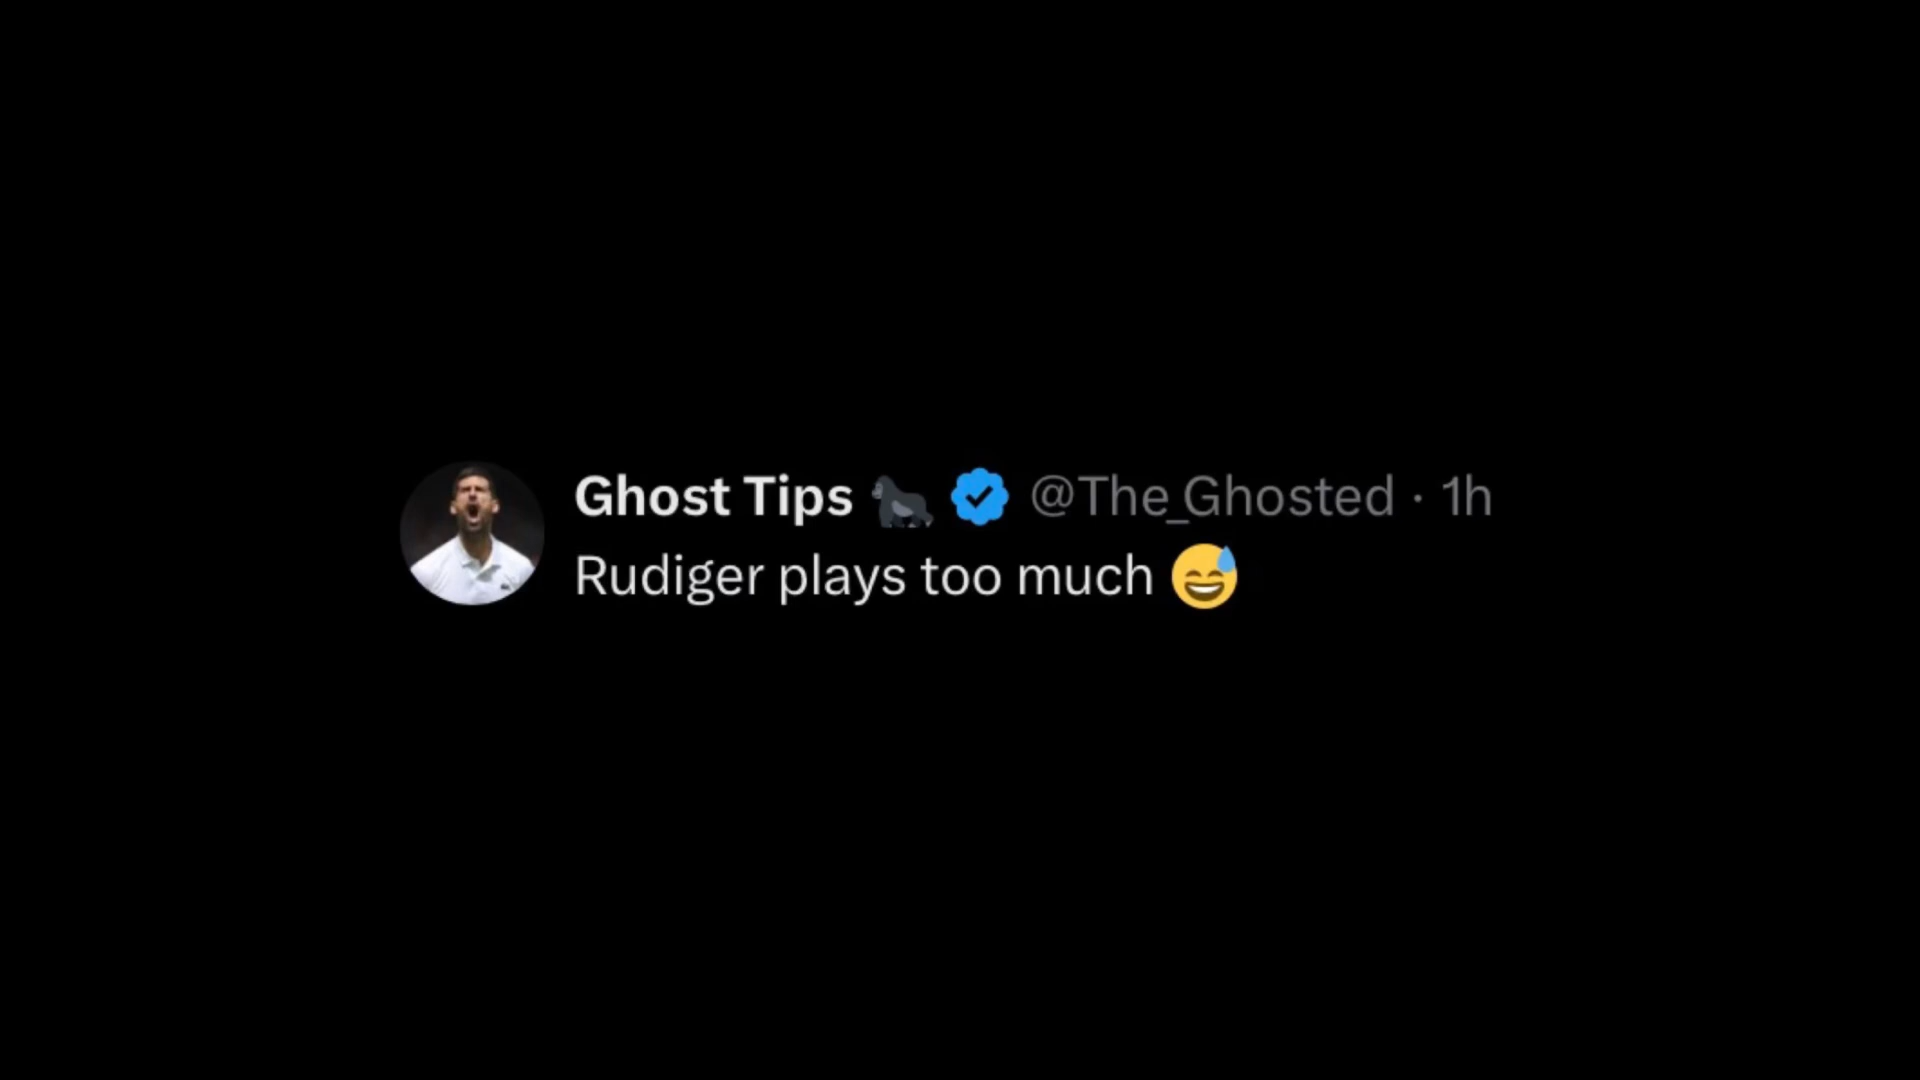 Ghost Tips 🦍 @The_Ghosted · 1h
Rudiger plays too much 😅